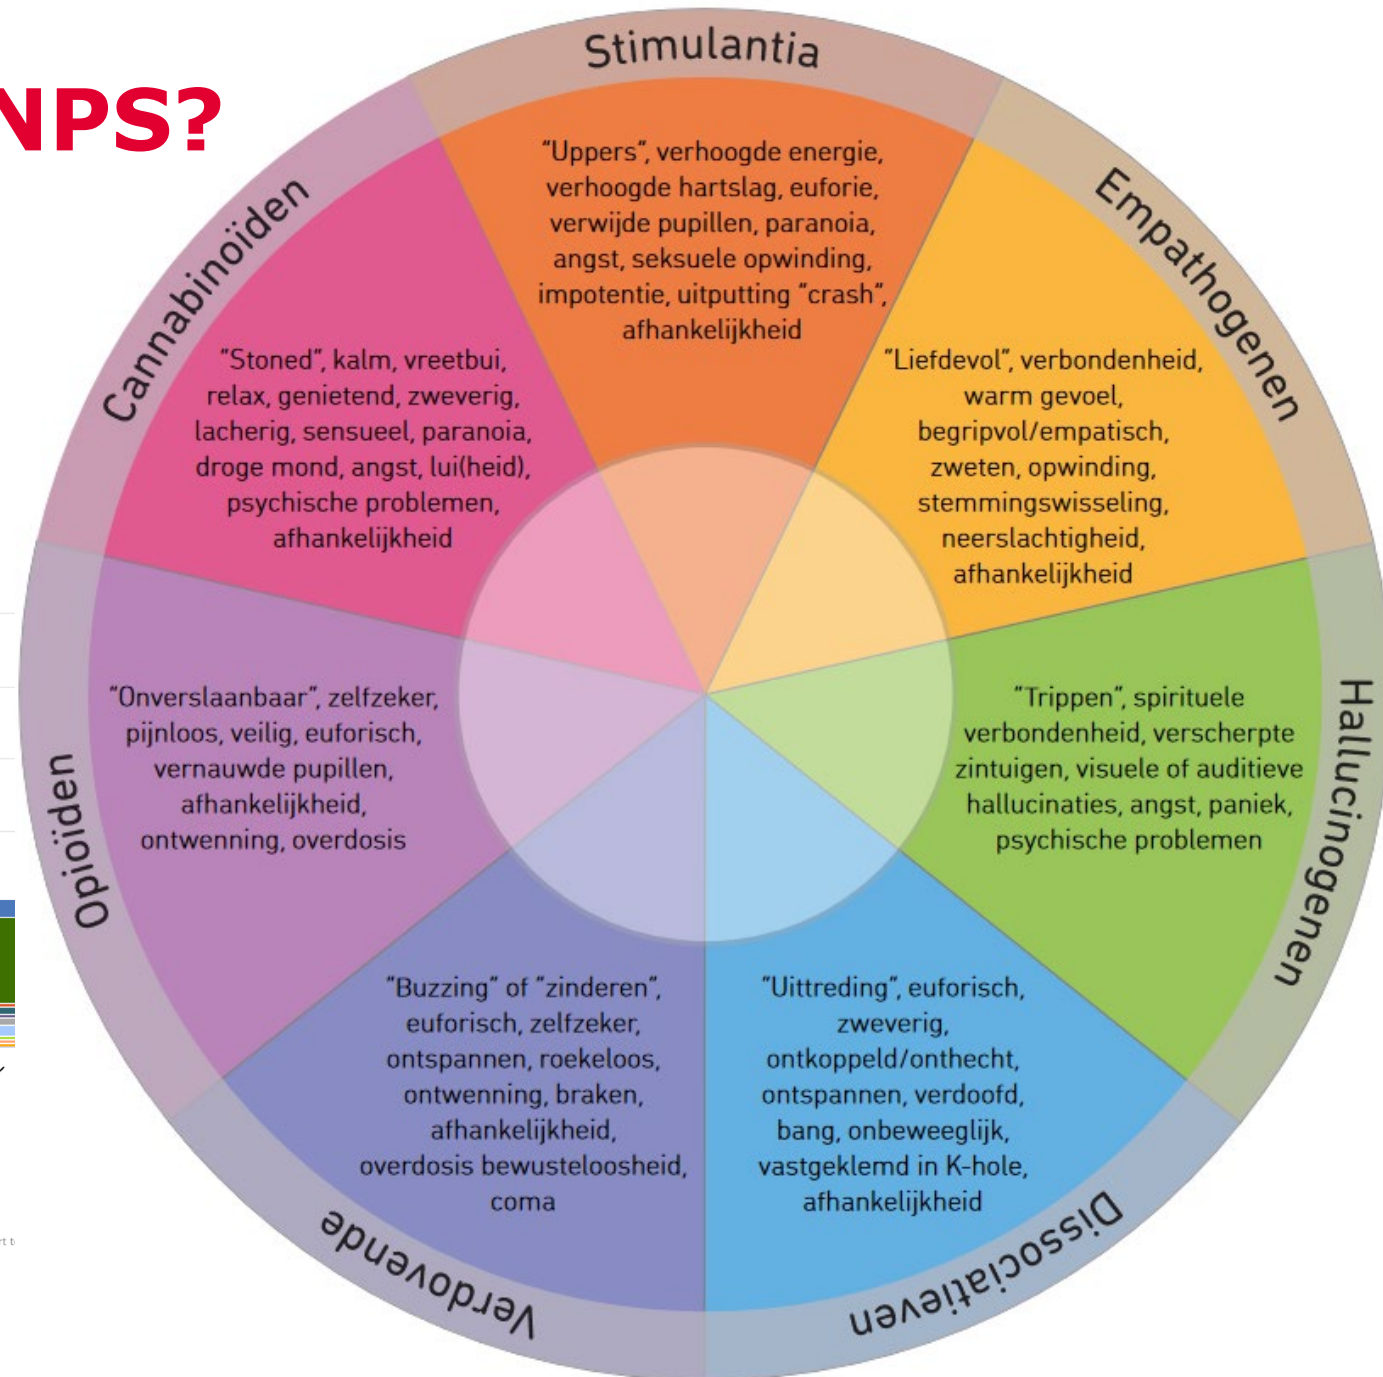 NPS?
Stimulantia
"Uppers", verhoogde energie,
verhoogde hartslag, euforie,
verwijde pupillen, paranoia,
angst, seksuele opwinding,
impotentie, uitputting "crash",
afhankelijkheid
Empathogenen
"Liefdevol", verbondenheid,
warm gevoel,
begripvol/empatisch,
zweten, opwinding,
stemmingswisseling,
neerslachtigheid,
afhankelijkheid
Hallucinogenen
"Trippen", spirituele
verbondenheid, verscherpte
zintuigen, visuele of auditieve
hallucinaties, angst, paniek,
psychische problemen
Dissociatieven
"Uittreding", euforisch,
zweverig,
ontkoppeld/onthecht,
ontspannen, verdoofd,
bang, onbeweeglijk,
vastgeklemd in K-hole,
afhankelijkheid
Verdovende
"Buzzing" of "zinderen",
euforisch, zelfzeker,
ontspannen, roekeloos,
ontwenning, braken,
afhankelijkheid,
overdosis bewusteloosheid,
coma
Opioïden
"Onverslaanbaar", zelfzeker,
pijnloos, veilig, euforisch,
vernauwde pupillen,
afhankelijkheid,
ontwenning, overdosis
Cannabinoïden
"Stoned", kalm, vreetbui,
relax, genietend, zweverig,
lacherig, sensueel, paranoia,
droge mond, angst, lui(heid),
psychische problemen,
afhankelijkheid